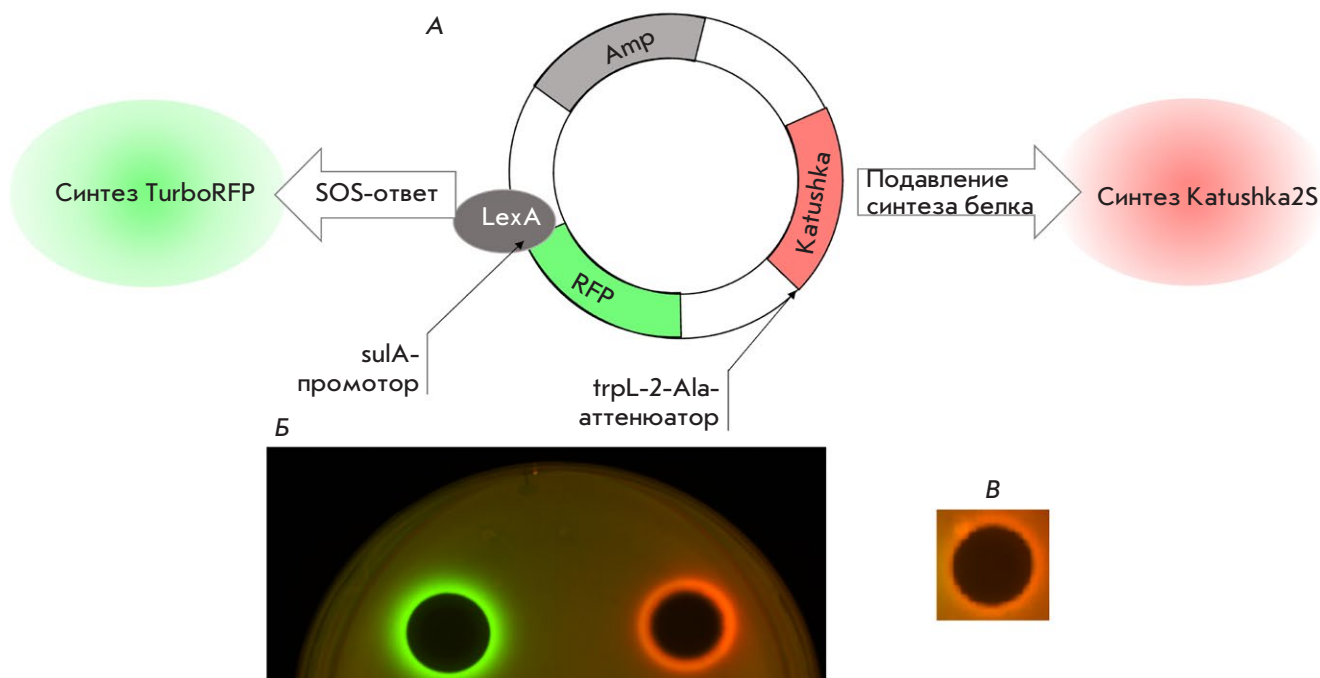 А
Amp
Синтез TurboRFP
SOS-ответ
LexA
RFP
Katushka
Подавление
синтеза белка
Синтез Katushka2S
sulA-
промотор
trpL-2-Ala-
аттенюатор
Б
В